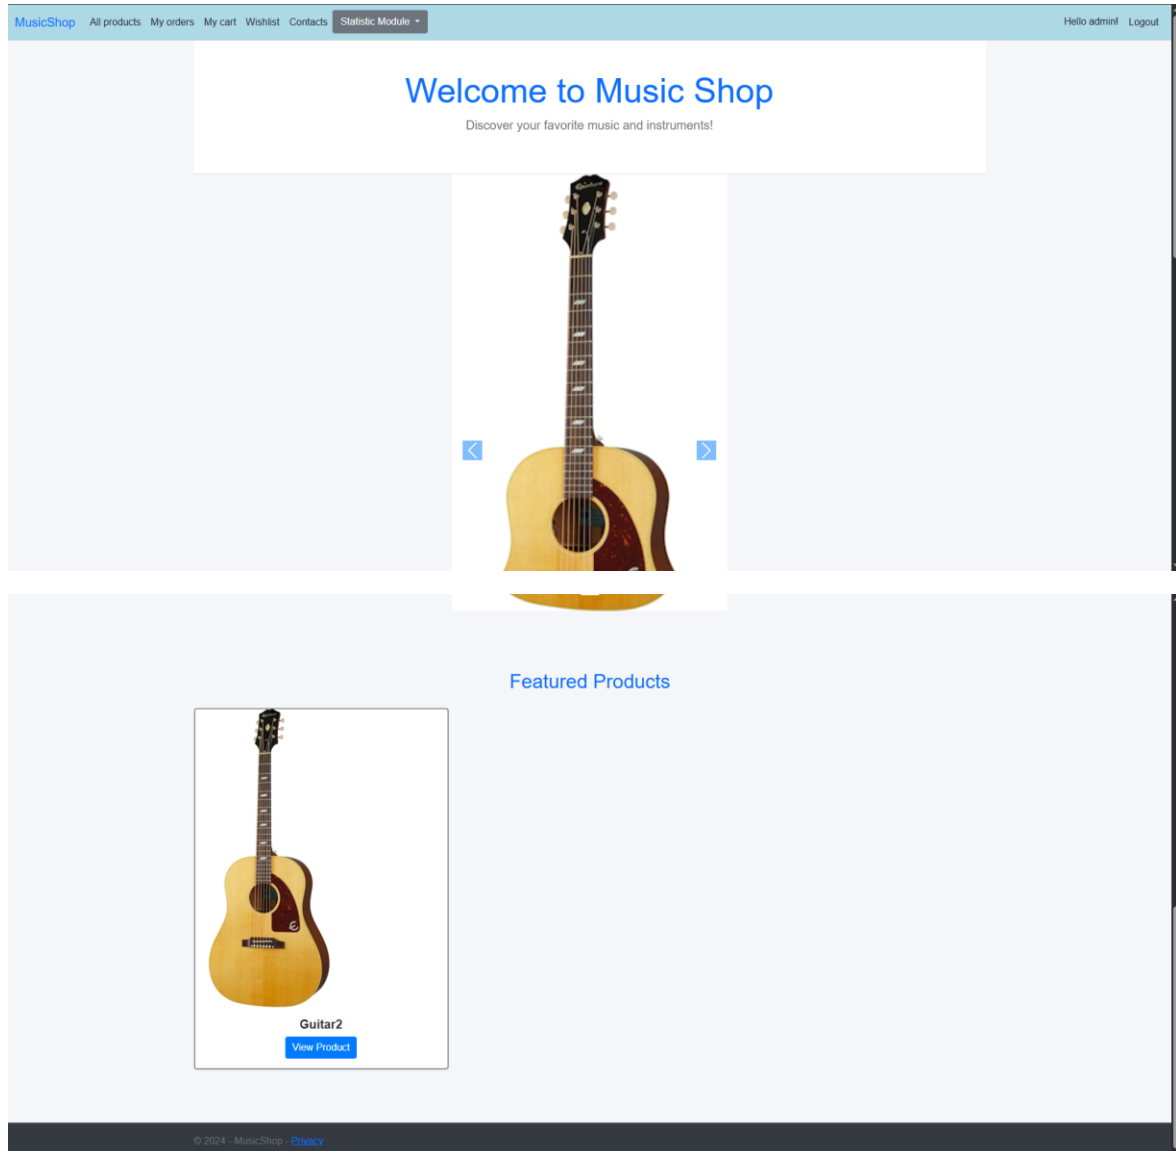 MusicShop All products My orders My cart Wishlist Contacts Statistic Module Hello admin! Logout
Welcome to Music Shop
Discover your favorite music and instruments!
Epiphone
Featured Products
Guitar2
View Product
© 2024 - MusicShop - Privacy